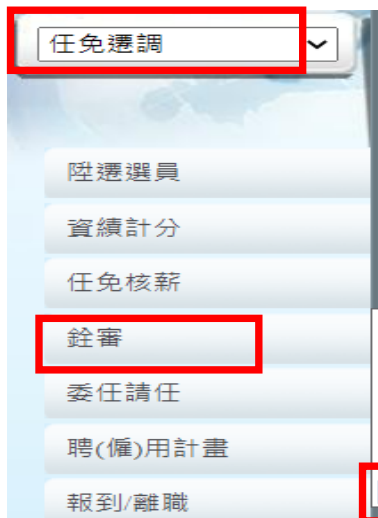 任免遷調
陞遷選員
資績計分
任免核薪
銓審
委任請任
聘(僱)用計畫
報到/離職